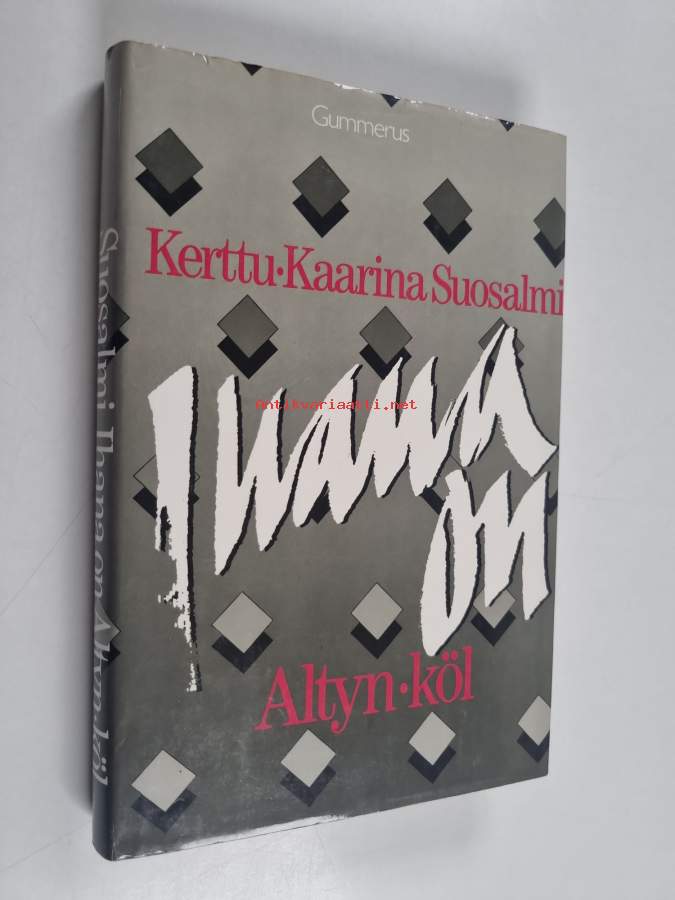 Gummerus
Kerttu·Kaarina Suosalmi
Ihana
on
Altyn·köl
Suosalmi Ihana on Altyn·köl
Antikvariaatti.net